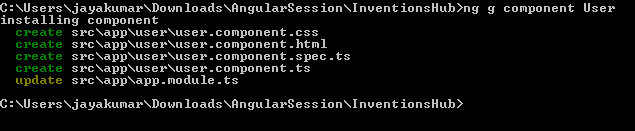 C:\Users\jayakumar\Downloads\AngularSession\InventionsHub>ng g component User
installing component
  create src\app\user\user.component.css
  create src\app\user\user.component.html
  create src\app\user\user.component.spec.ts
  create src\app\user\user.component.ts
  update src\app\app.module.ts
C:\Users\jayakumar\Downloads\AngularSession\InventionsHub>